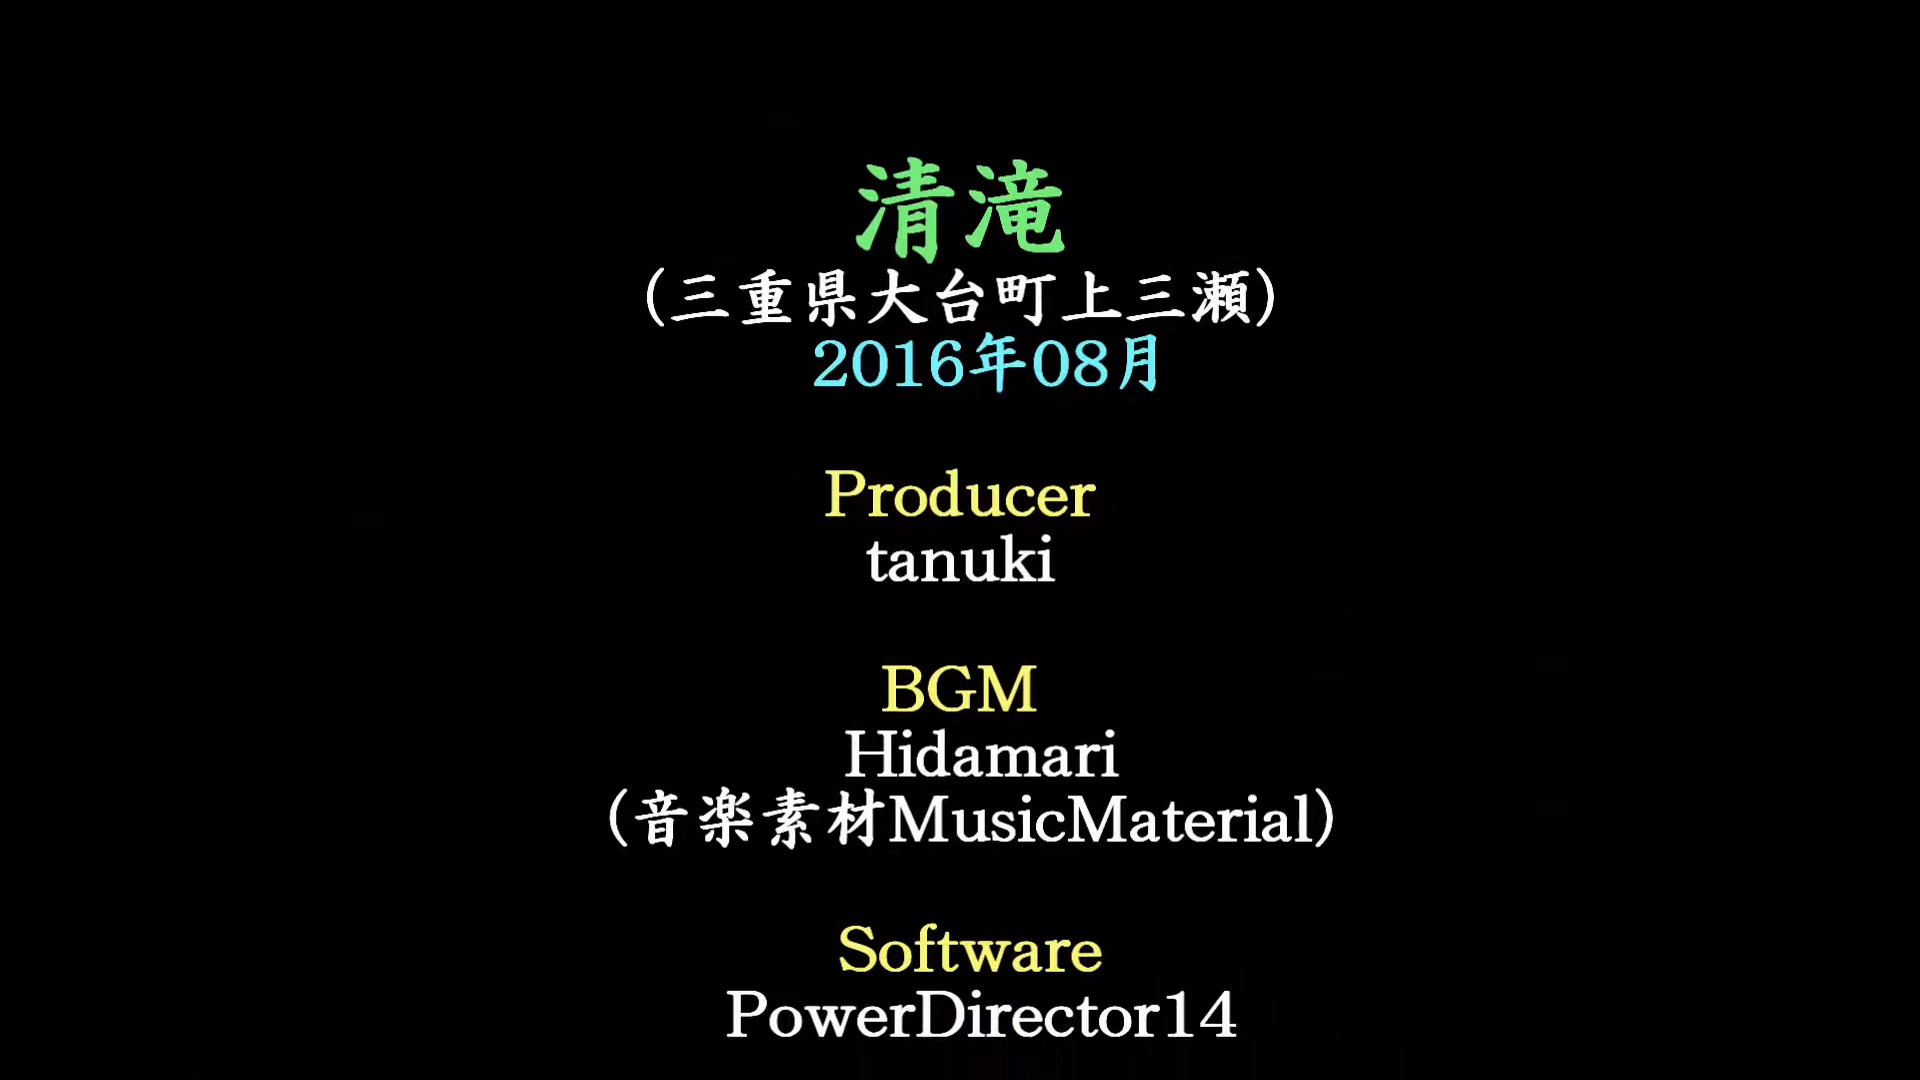 清滝
(三重県大台町上三瀬)
2016年08月
Producer
tanuki
BGM
Hidamari
(音楽素材MusicMaterial)
Software
PowerDirector14